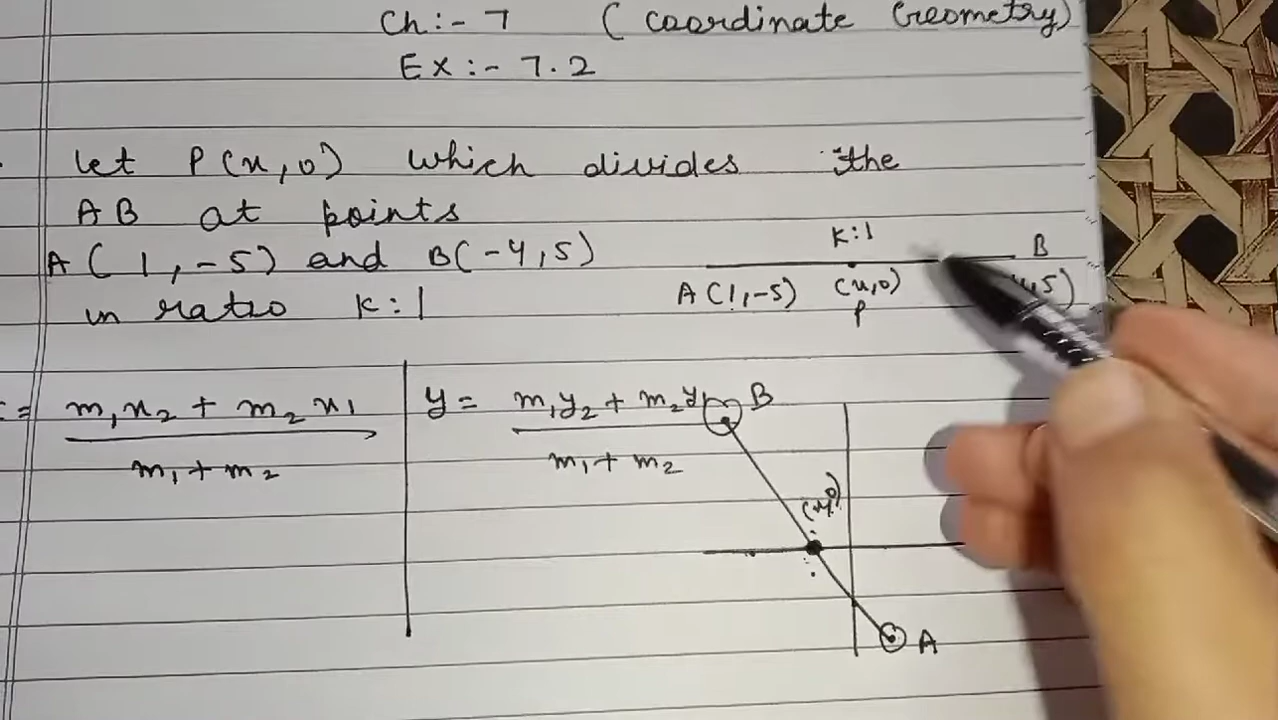 Ch:- 7 (Coordinate Geometry)
Ex:- 7.2
let P(x,0) which divides the
AB at points
A(1,-5) and B(-4,5)
in ratio K:1
K:1
B
A(1,-5) (x,0) ,5)
P
= m₁x₂ + m₂x₁ / m₁ + m₂
y = m₁y₂ + m₂y₁ / m₁ + m₂
B
A